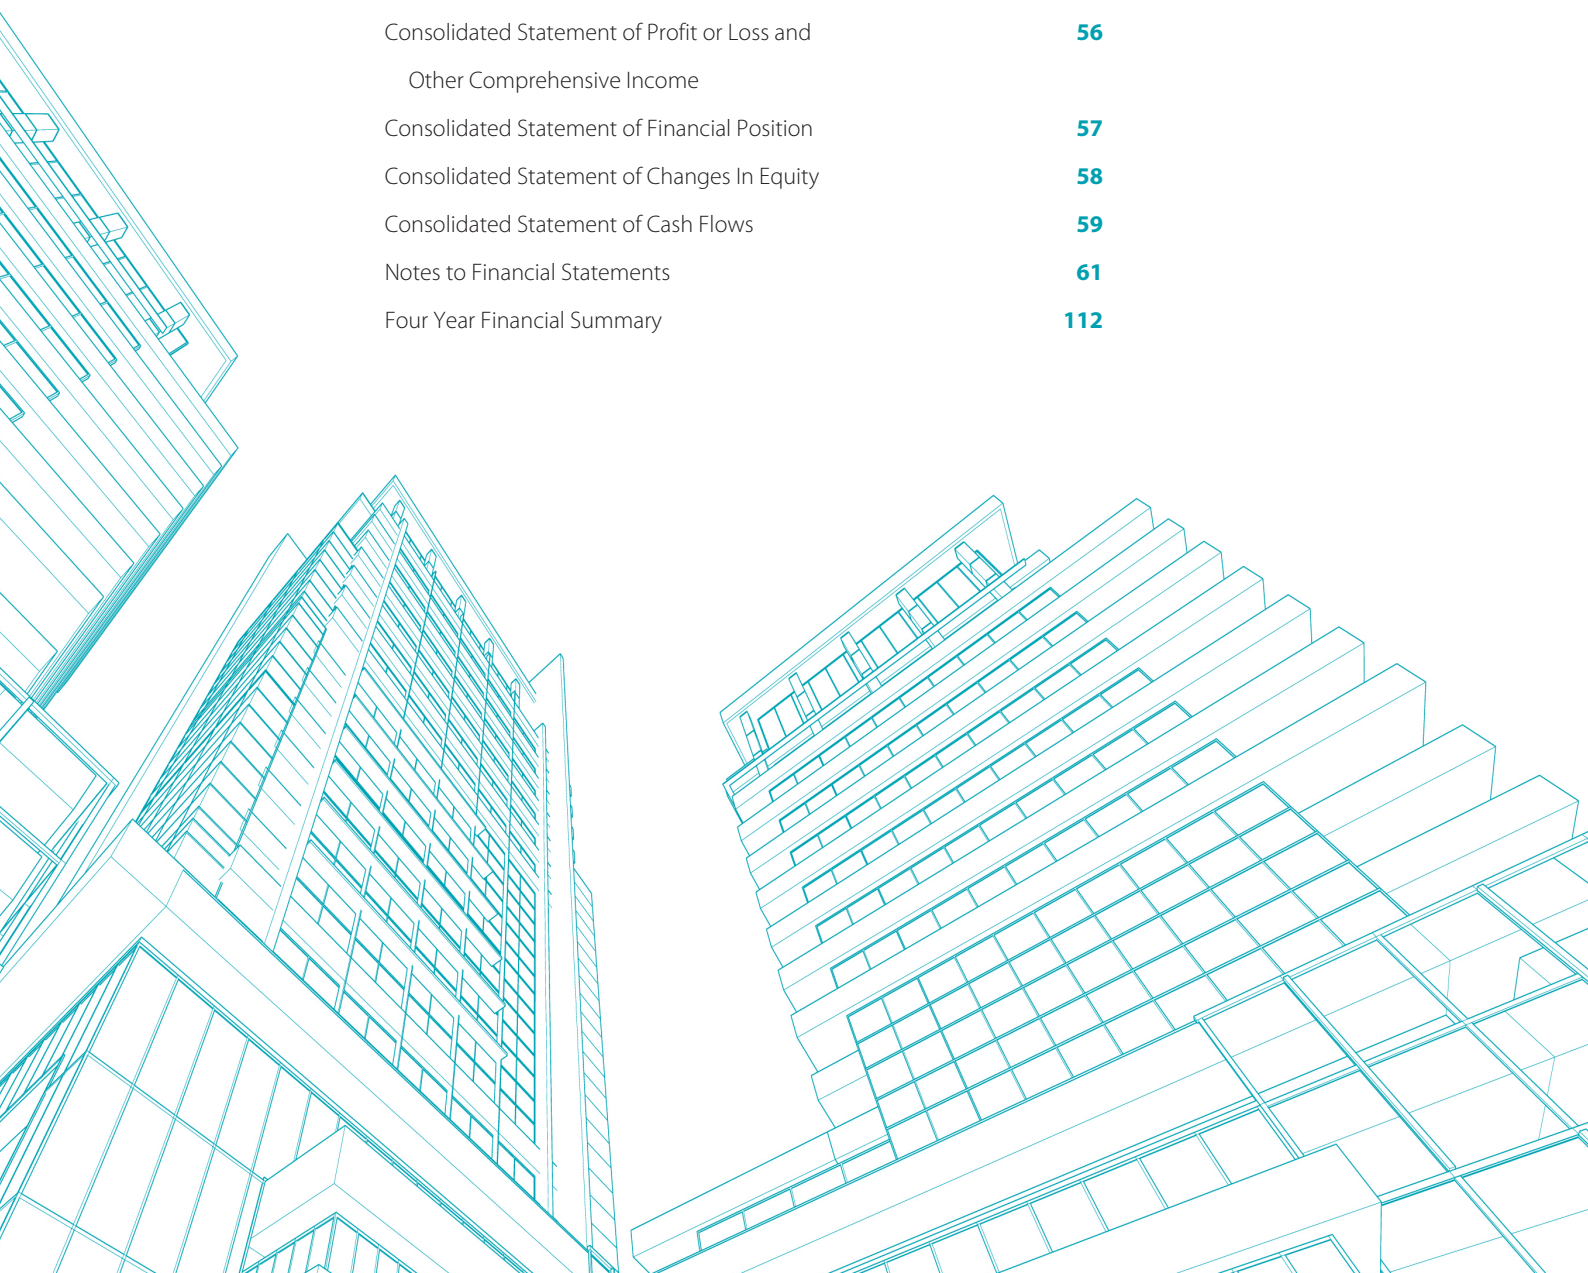 Consolidated Statement of Profit or Loss and 56
Other Comprehensive Income
Consolidated Statement of Financial Position 57
Consolidated Statement of Changes In Equity 58
Consolidated Statement of Cash Flows 59
Notes to Financial Statements 61
Four Year Financial Summary 112